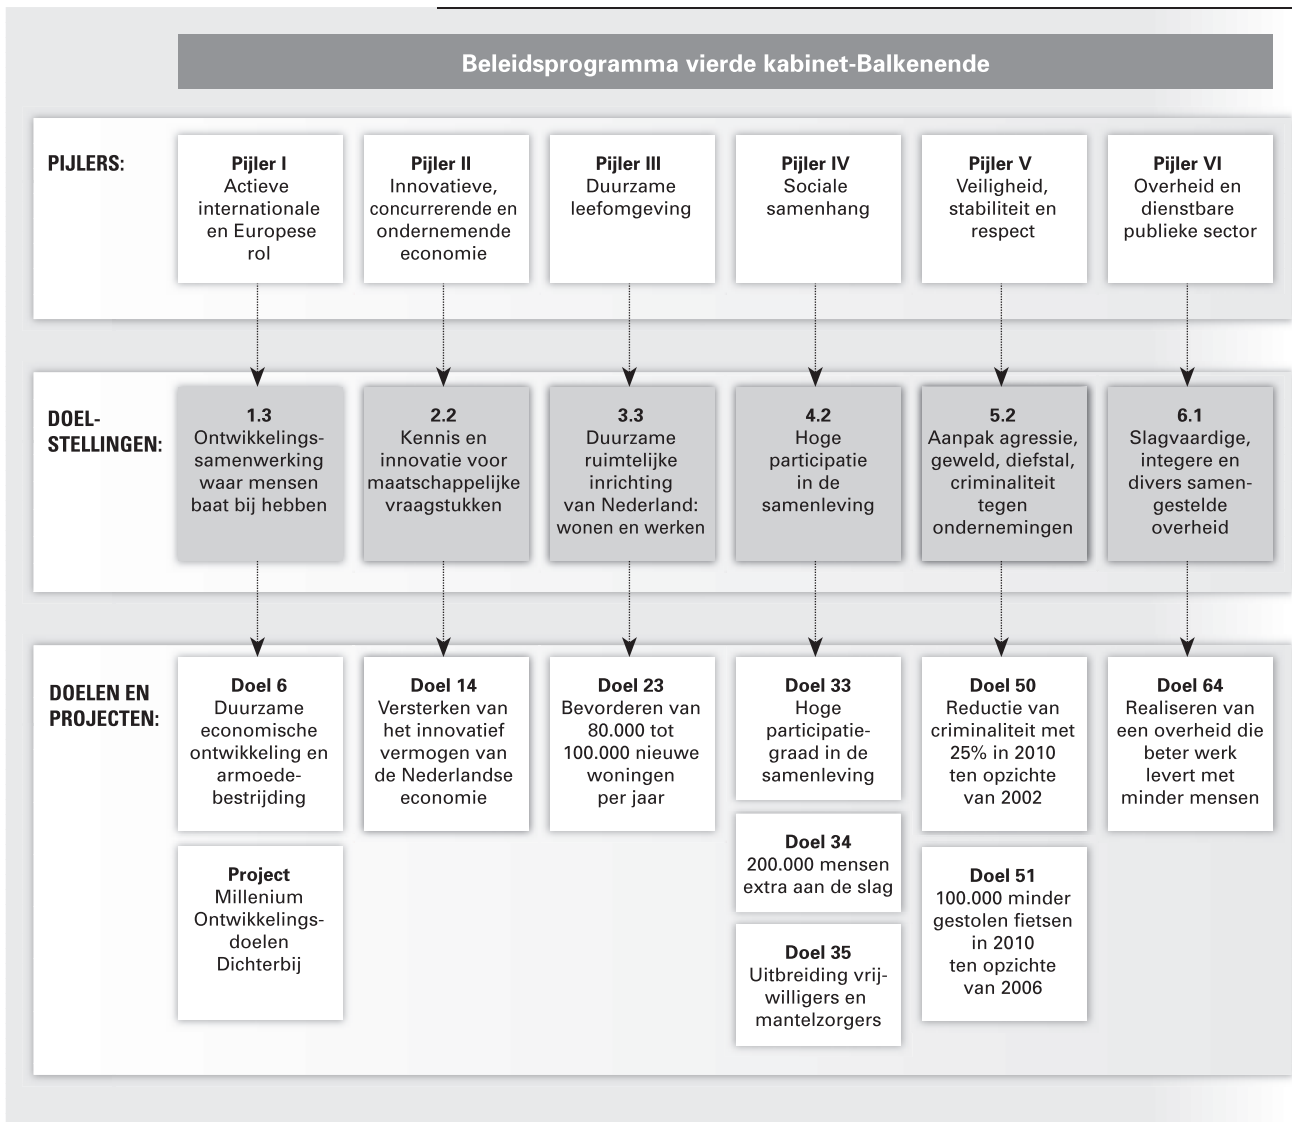 Beleidsprogramma vierde kabinet-Balkenende
PIJLERS:
Pijler I
Actieve
internationale
en Europese
rol
Pijler II
Innovatieve,
concurrerende en
ondernemende
economie
Pijler III
Duurzame
leefomgeving
Pijler IV
Sociale
samenhang
Pijler V
Veiligheid,
stabiliteit en
respect
Pijler VI
Overheid en
dienstbare
publieke sector
DOEL-
STELLINGEN:
1.3
Ontwikkelings-
samenwerking
waar mensen
baat bij hebben
2.2
Kennis en
innovatie voor
maatschappelijke
vraagstukken
3.3
Duurzame
ruimtelijke
inrichting
van Nederland:
wonen en werken
4.2
Hoge
participatie
in de
samenleving
5.2
Aanpak agressie,
geweld, diefstal,
criminaliteit
tegen
ondernemingen
6.1
Slagvaardige,
integere en
divers samen-
gestelde
overheid
DOELEN EN
PROJECTEN:
Doel 6
Duurzame
economische
ontwikkeling en
armoede-
bestrijding
Project
Millenium
Ontwikkelings-
doelen
Dichterbij
Doel 14
Versterken van
het innovatief
vermogen van
de Nederlandse
economie
Doel 23
Bevorderen van
80.000 tot
100.000 nieuwe
woningen
per jaar
Doel 33
Hoge
participatie-
graad in de
samenleving
Doel 34
200.000 mensen
extra aan de slag
Doel 35
Uitbreiding vrij-
willigers en
mantelzorgers
Doel 50
Reductie van
criminaliteit met
25% in 2010
ten opzichte
van 2002
Doel 51
100.000 minder
gestolen fietsen
in 2010
ten opzichte
van 2006
Doel 64
Realiseren van
een overheid die
beter werk
levert met
minder mensen